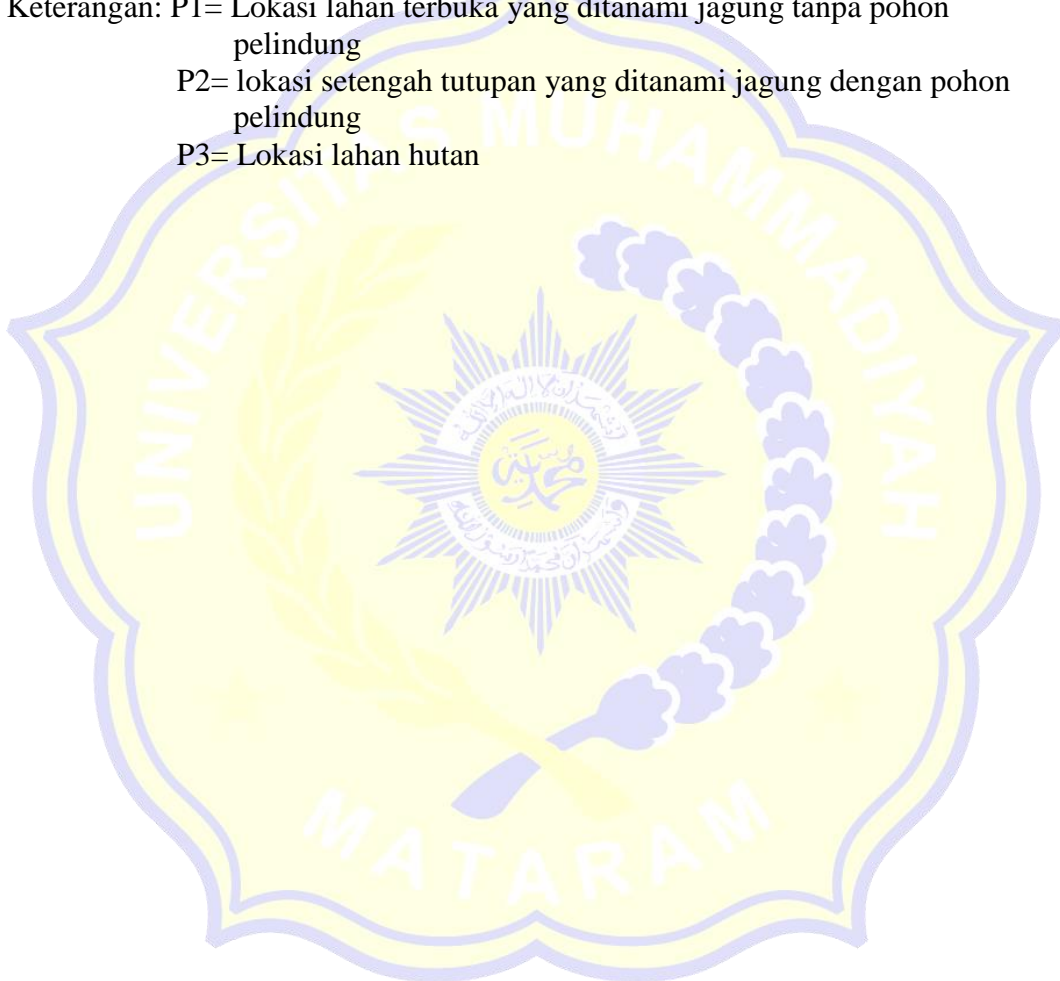 Keterangan: P1= Lokasi lahan terbuka yang ditanami jagung tanpa pohon
pelindung
P2= lokasi setengah tutupan yang ditanami jagung dengan pohon
pelindung
P3= Lokasi lahan hutan
UNIVERSITAS MUHAMMADIYAH
MATARAM